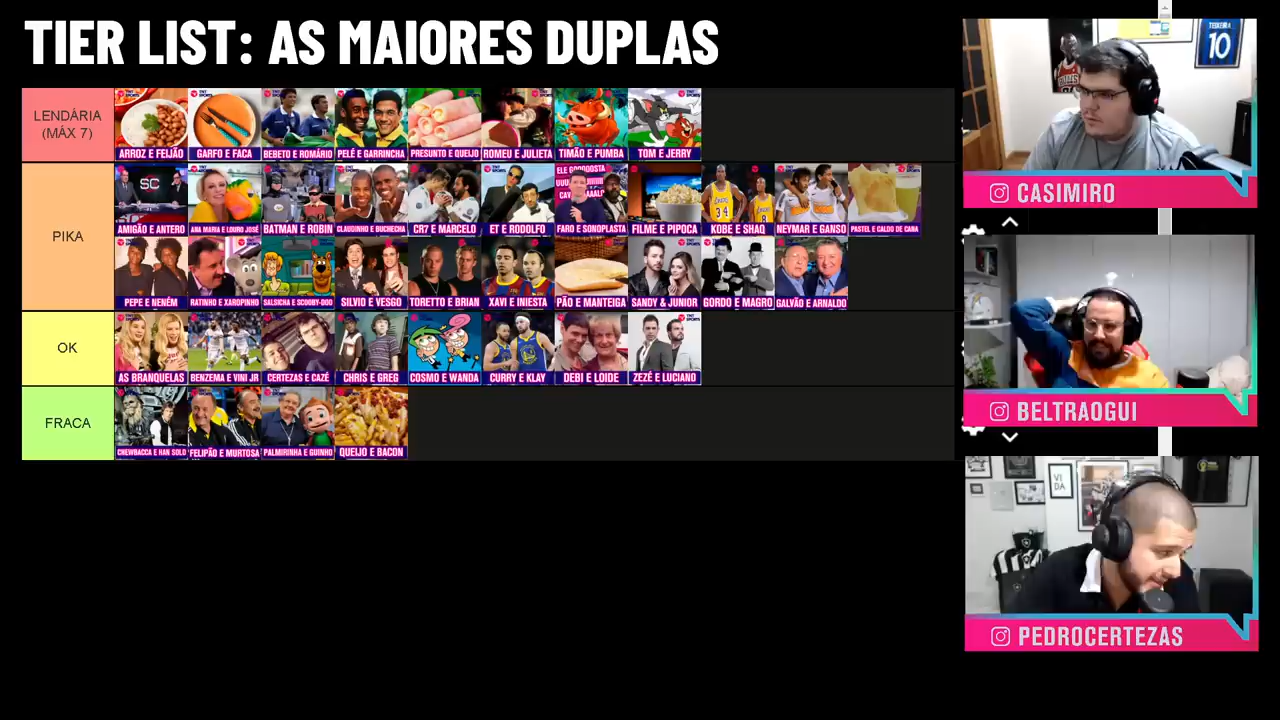 TIER LIST: AS MAIORES DUPLAS
LENDÁRIA
(MÁX 7)
ARROZ E FEIJÃO
GARFO E FACA
BEBETO E ROMÁRIO
PELÉ E GARRINCHA
PRESUNTO E QUEIJO
ROMEU E JULIETA
TIMÃO E PUMBA
TOM E JERRY
PIKA
AMIGÃO E ANTERO
ANA MARIA E LOURO JOSÉ
BATMAN E ROBIN
CLAUDINHO E BUCHECHA
CR7 E MARCELO
ET E RODOLFO
FARO E SONOPLASTA
FILME E PIPOCA
KOBE E SHAQ
NEYMAR E GANSO
PASTEL E CALDO DE CANA
PEPE E NENÉM
RATINHO E XAROPINHO
SALSICHA E SCOOBY-DOO
SILVIO E VESGO
TORETTO E BRIAN
XAVI E INIESTA
PÃO E MANTEIGA
SANDY & JUNIOR
GORDO E MAGRO
GALVÃO E ARNALDO
OK
AS BRANQUELAS
BENZEMA E VINI JR
CERTEZAS E CAZÉ
CHRIS E GREG
COSMO E WANDA
CURRY E KLAY
DEBI E LOIDE
ZEZÉ E LUCIANO
FRACA
CHEWBACCA E HAN SOLO
FELIPÃO E MURTOSA
PALMIRINHA E GUINHO
QUEIJO E BACON
TEIXEIRA
10
CASIMIRO
BELTRAOGUI
VI
DA
PEDROCERTEZAS